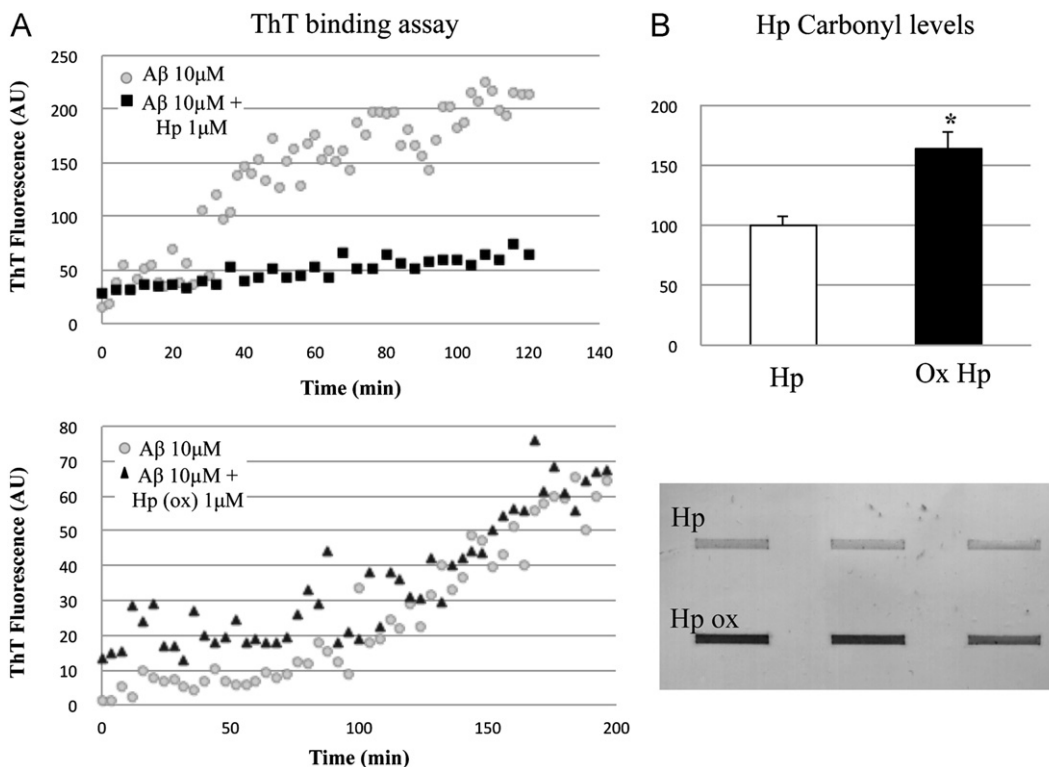 A
ThT binding assay
ThT Fluorescence (AU)
250
200
150
100
50
0
Aβ 10μM
Aβ 10μM +
Hp 1μM
0 20 40 60 80 100 120 140
Time (min)
ThT Fluorescence (AU)
80
70
60
50
40
30
20
10
0
Aβ 10μM
Aβ 10μM +
Hp (ox) 1μM
0 50 100 150 200
Time (min)
B
Hp Carbonyl levels
200
150
100
50
0
*
Hp Ox Hp
Hp
Hp ox